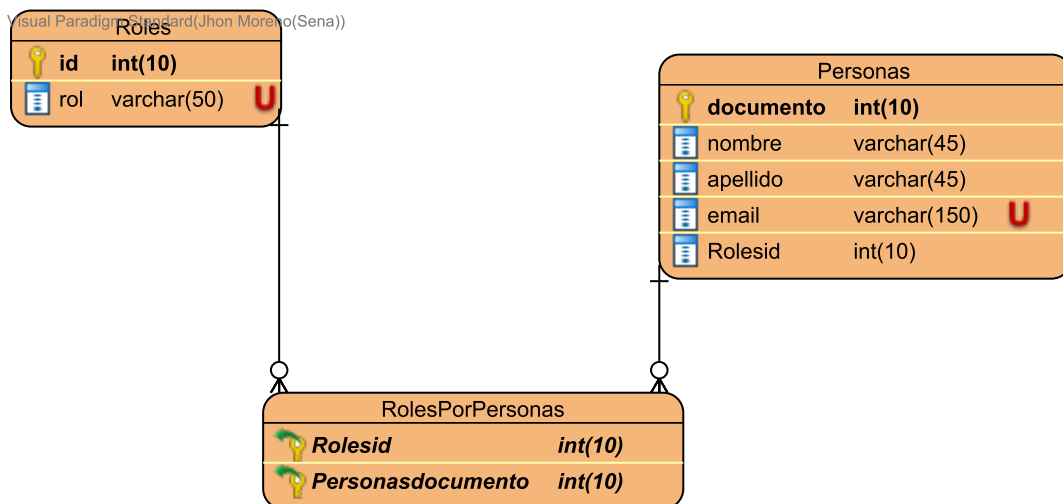 Visual Paradigm Standard(Jhon Moreno(Sena))
Roles
id int(10)
rol varchar(50) U
Personas
documento int(10)
nombre varchar(45)
apellido varchar(45)
email varchar(150) U
Rolesid int(10)
RolesPorPersonas
Rolesid int(10)
Personasdocumento int(10)